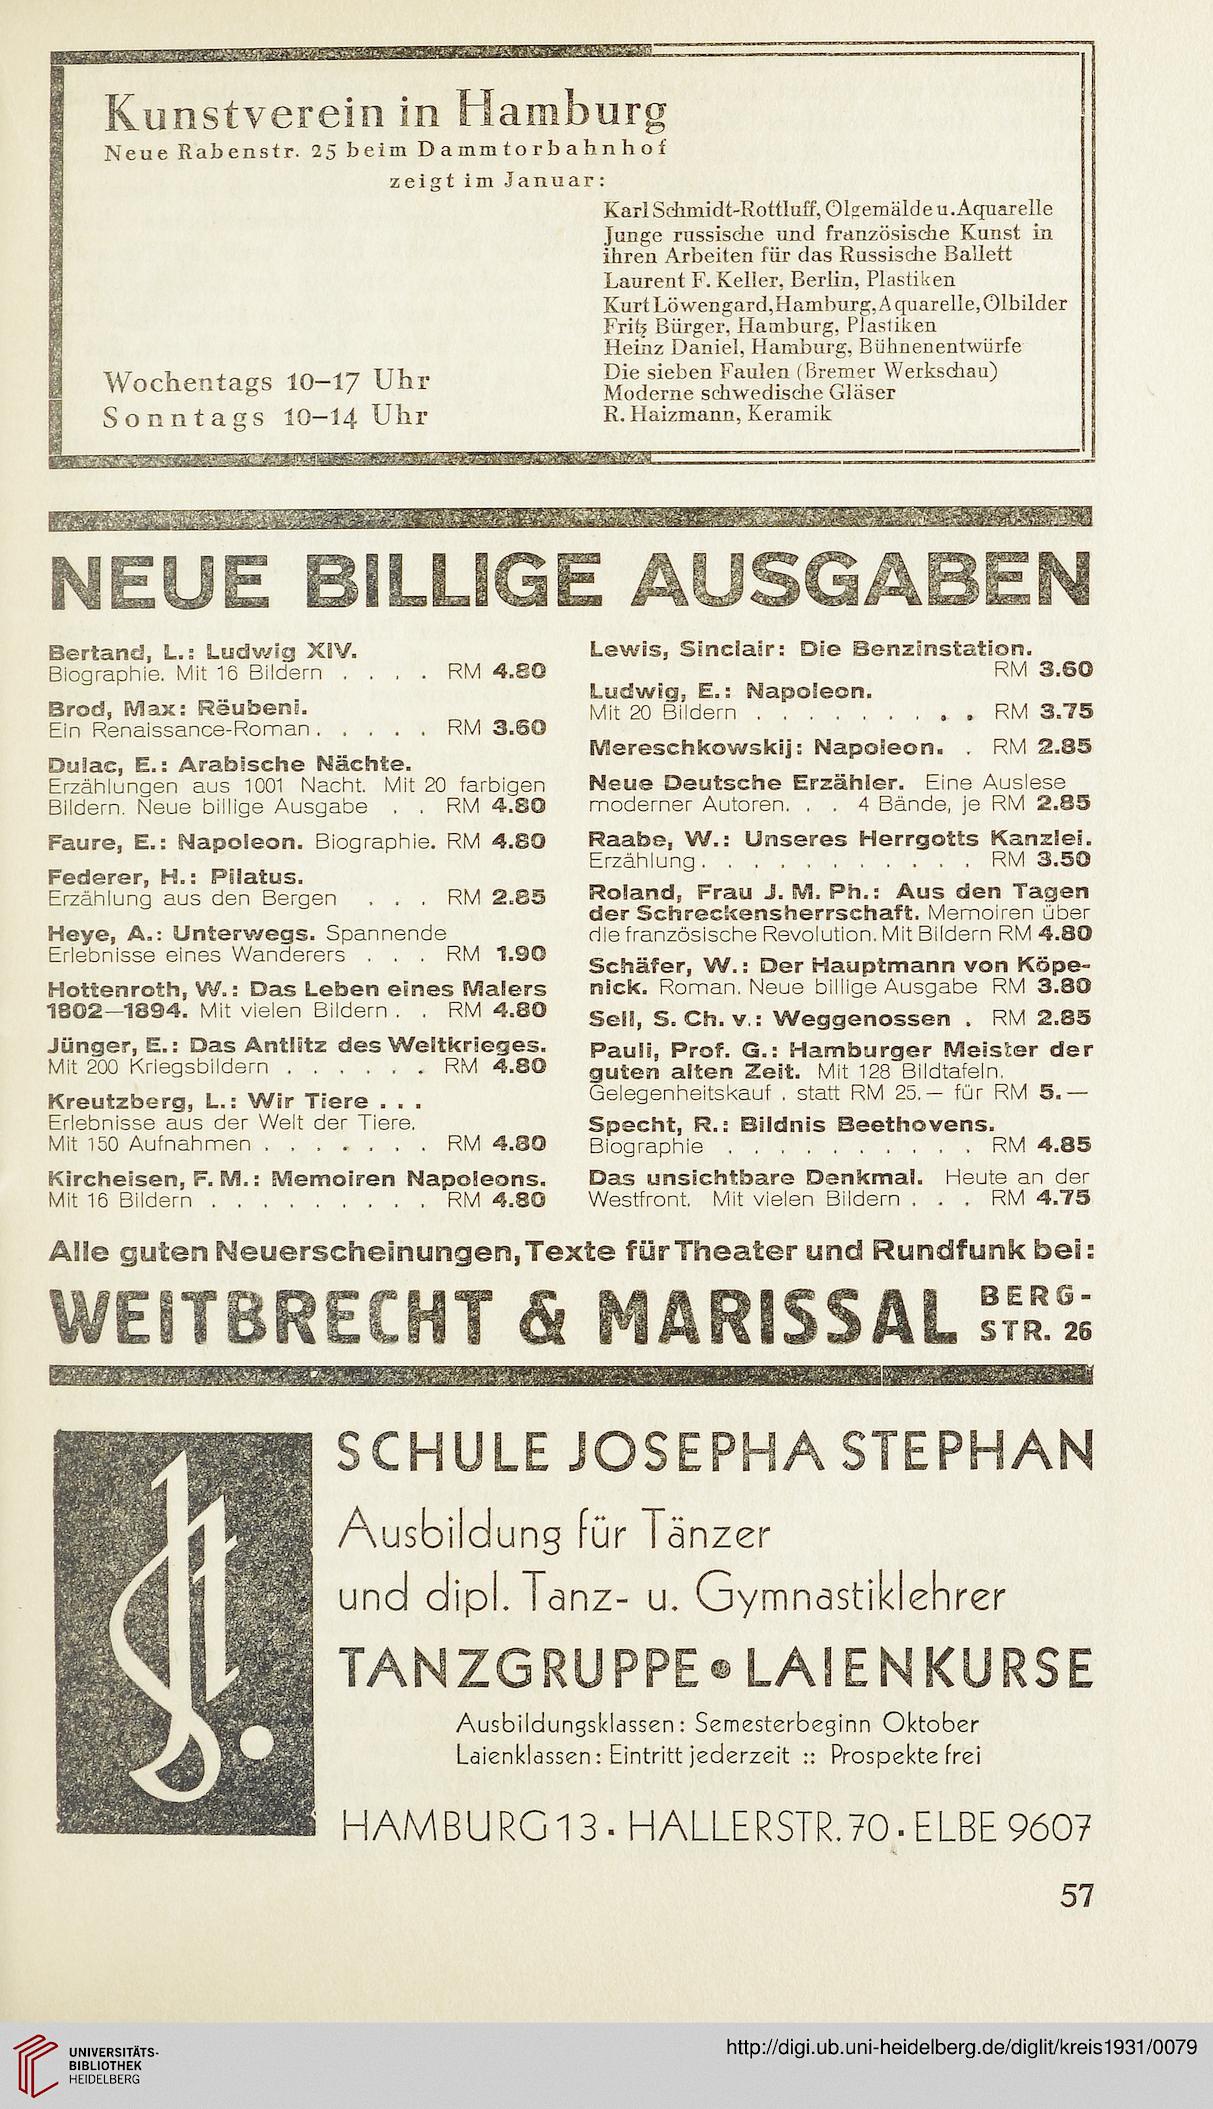 Kunstverein in Hamburg
Neue Rabenstr. 25 beim Dammtorbahnhof
zeigt im Januar:
Karl Schmidt-Rottluff, Ölgemälde u. Aquarelle
Junge russische und französische Kunst in
ihren Arbeiten für das Russische Ballett
Laurent F. Keller, Berlin, Plastiken
Kurt Löwengard, Hamburg, Aquarelle, Ölbilder
Fritz Bürger, Hamburg, Plastiken
Heinz Daniel, Hamburg, Bühnenentwürfe
Die sieben Faulen (Bremer Werkschau)
Moderne schwedische Gläser
R. Haizmann, Keramik
Wochentags 10–17 Uhr
Sonntags 10–14 Uhr
NEUE BILLIGE AUSGABEN
Bertand, L.: Ludwig XIV.
Biographie. Mit 16 Bildern . . . . RM 4.80
Brod, Max: Räubeni.
Ein Renaissance-Roman . . . . . RM 3.60
Dulac, E.: Arabische Nächte.
Erzählungen aus 1001 Nacht. Mit 20 farbigen
Bildern. Neue billige Ausgabe . . RM 4.80
Faure, E.: Napoleon. Biographie. RM 4.80
Federer, H.: Pilatus.
Erzählung aus den Bergen . . . RM 2.85
Heye, A.: Unterwegs. Spannende
Erlebnisse eines Wanderers . . . RM 1.90
Hottenroth, W.: Das Leben eines Malers
1802—1894. Mit vielen Bildern . . RM 4.80
Jünger, E.: Das Antlitz des Weltkrieges.
Mit 200 Kriegsbildern . . . . . . RM 4.80
Kreutzberg, L.: Wir Tiere . . .
Erlebnisse aus der Welt der Tiere.
Mit 150 Aufnahmen . . . . . . . RM 4.80
Kircheisen, F. M.: Memoiren Napoleons.
Mit 16 Bildern . . . . . . . . . RM 4.80
Lewis, Sinclair: Die Benzinstation.
RM 3.60
Ludwig, E.: Napoleon.
Mit 20 Bildern . . . . . . . . . RM 3.75
Mereschkowskij: Napoleon. . RM 2.85
Neue Deutsche Erzähler. Eine Auslese
moderner Autoren. . . 4 Bände, je RM 2.85
Raabe, W.: Unseres Herrgotts Kanzlei.
Erzählung . . . . . . . . . . . RM 3.50
Roland, Frau J. M. Ph.: Aus den Tagen
der Schreckensherrschaft. Memoiren über
die französische Revolution. Mit Bildern RM 4.80
Schäfer, W.: Der Hauptmann von Köpe-
nick. Roman. Neue billige Ausgabe RM 3.80
Sell, S. Ch. v.: Weggenossen . RM 2.85
Pauli, Prof. G.: Hamburger Meister der
guten alten Zeit. Mit 128 Bildtafeln.
Gelegenheitskauf . statt RM 25.— für RM 5.—
Specht, R.: Bildnis Beethovens.
Biographie . . . . . . . . . . RM 4.85
Das unsichtbare Denkmal. Heute an der
Westfront. Mit vielen Bildern . . . RM 4.75
Alle guten Neuerscheinungen, Texte für Theater und Rundfunk bei:
WEITBRECHT & MARISSAL BERG-
STR. 26
SCHULE JOSEPHA STEPHAN
Ausbildung für Tänzer
und dipl. Tanz- u. Gymnastiklehrer
TANZGRUPPE • LAIENKURSE
Ausbildungsklassen: Semesterbeginn Oktober
Laienklassen: Eintritt jederzeit :: Prospekte frei
HAMBURG 13 · HALLERSTR. 70 · ELBE 9607
57
UNIVERSITÄTS-
BIBLIOTHEK
HEIDELBERG
http://digi.ub.uni-heidelberg.de/diglit/kreis1931/0079